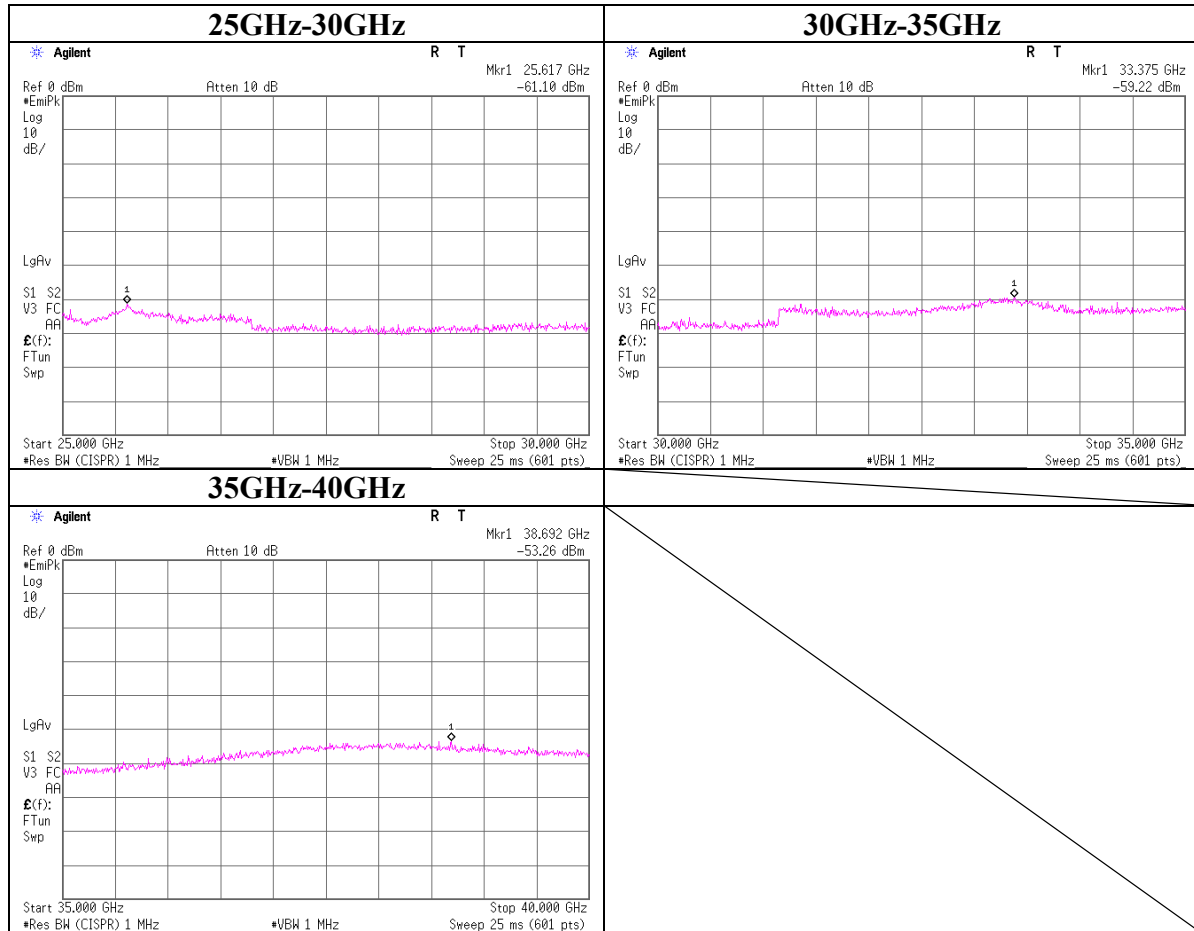 25GHz-30GHz
Agilent R T
Mkr1 25.617 GHz
Ref 0 dBm Atten 10 dB -61.10 dBm
#EmiPk
Log
10
dB/
LgAv
1
S1 S2
V3 FC
AA
£(f):
FTun
Swp
Start 25.000 GHz Stop 30.000 GHz
#Res BW (CISPR) 1 MHz #VBW 1 MHz Sweep 25 ms (601 pts)
30GHz-35GHz
Agilent R T
Mkr1 33.375 GHz
Ref 0 dBm Atten 10 dB -59.22 dBm
#EmiPk
Log
10
dB/
LgAv
1
S1 S2
V3 FC
AA
£(f):
FTun
Swp
Start 30.000 GHz Stop 35.000 GHz
#Res BW (CISPR) 1 MHz #VBW 1 MHz Sweep 25 ms (601 pts)
35GHz-40GHz
Agilent R T
Mkr1 38.692 GHz
Ref 0 dBm Atten 10 dB -53.26 dBm
#EmiPk
Log
10
dB/
LgAv
1
S1 S2
V3 FC
AA
£(f):
FTun
Swp
Start 35.000 GHz Stop 40.000 GHz
#Res BW (CISPR) 1 MHz #VBW 1 MHz Sweep 25 ms (601 pts)